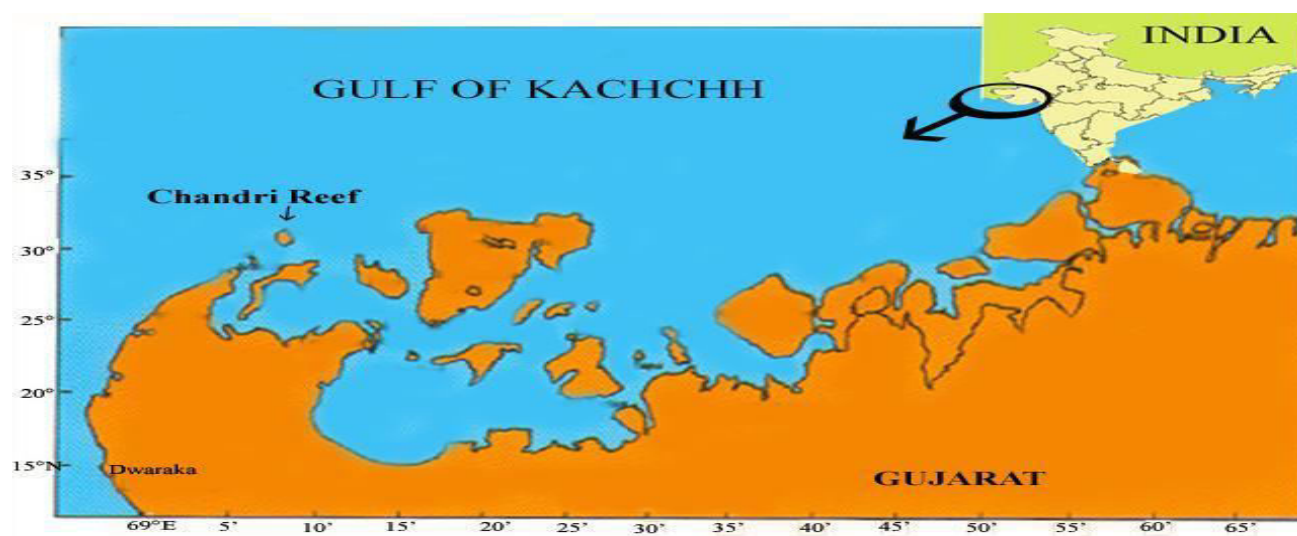 INDIA
GULF OF KACHCHH
35°
Chandri Reef
30°
25°
20°
15°N
Dwaraka
GUJARAT
69°E 5' 10' 15' 20' 25' 30' 35' 40' 45' 50' 55' 60' 65'